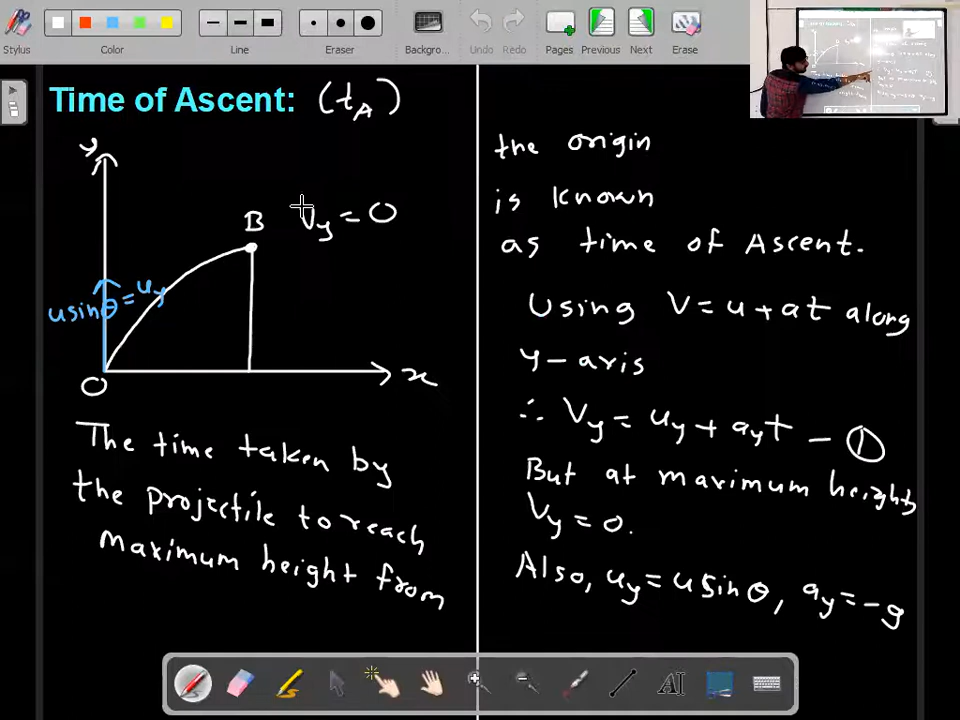 Stylus
Color
Line
Eraser
Backgro...
Undo
Redo
Pages
Previous
Next
Erase
Time of Ascent: (tA)
y
B
Vy = 0
usinθ = uy
O
x
The time taken by
the projectile to reach
maximum height from
the origin
is known
as time of Ascent.
Using V = u + at along
y - axis
∴ Vy = uy + ayt - ①
But at maximum height,
Vy = 0.
Also, uy = usinθ, ay = -g
AI